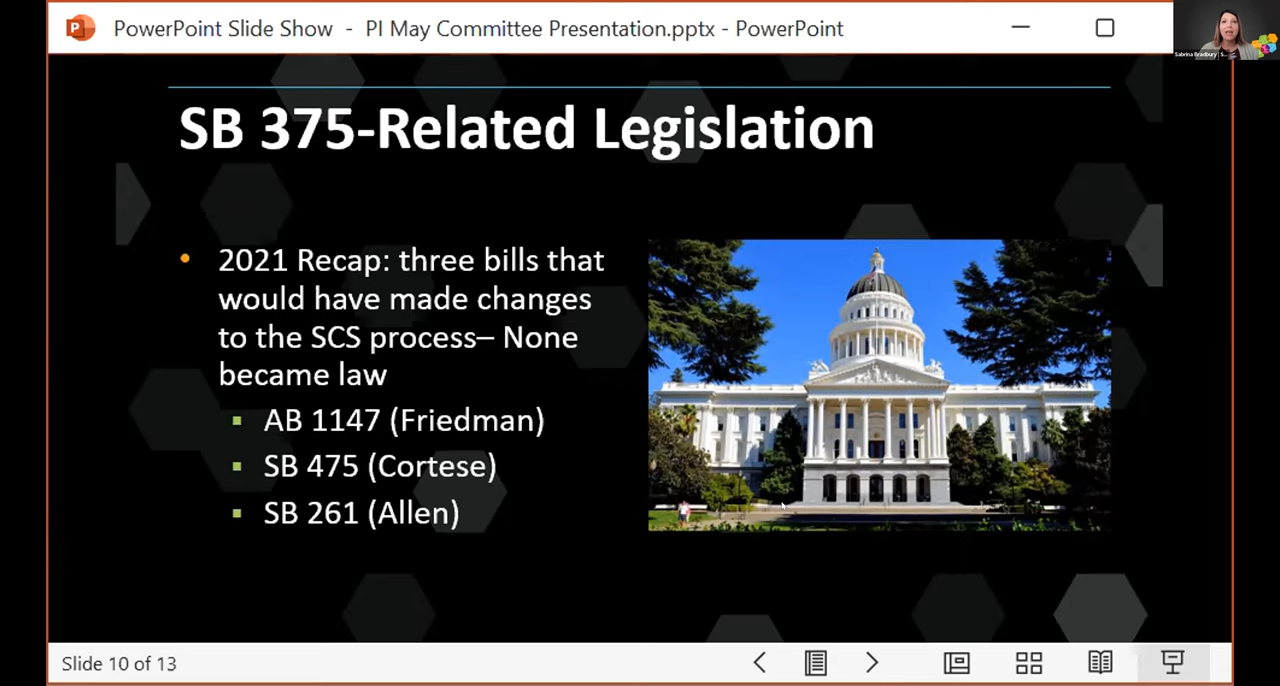 PowerPoint Slide Show - PI May Committee Presentation.pptx - PowerPoint
Sabrina Bradbury
SB 375-Related Legislation
• 2021 Recap: three bills that
would have made changes
to the SCS process– None
became law
▪ AB 1147 (Friedman)
▪ SB 475 (Cortese)
▪ SB 261 (Allen)
Slide 10 of 13